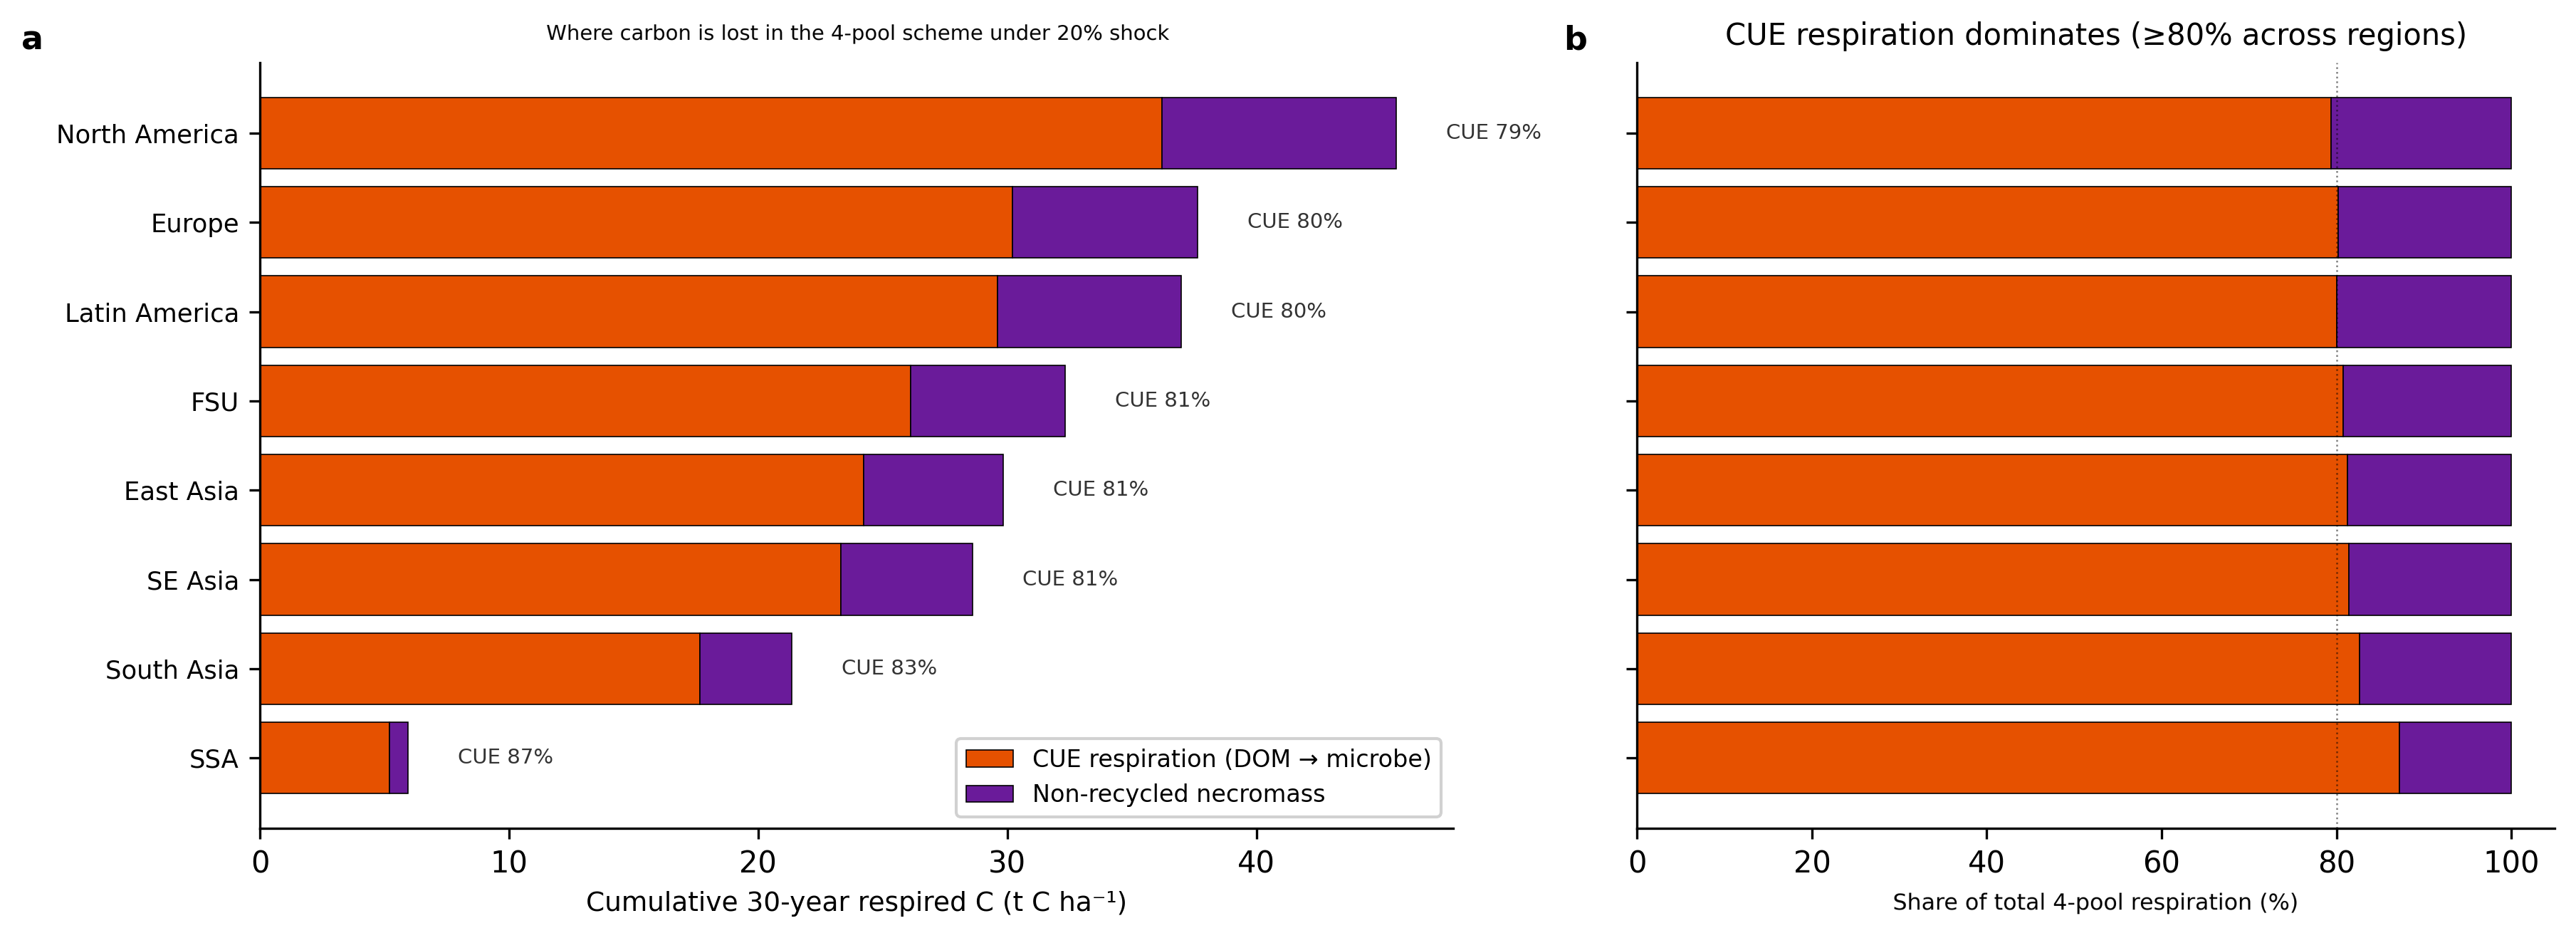 a
Where carbon is lost in the 4-pool scheme under 20% shock
North America
CUE 79%
Europe
CUE 80%
Latin America
CUE 80%
FSU
CUE 81%
East Asia
CUE 81%
SE Asia
CUE 81%
South Asia
CUE 83%
SSA
CUE 87%
CUE respiration (DOM → microbe)
Non-recycled necromass
0 10 20 30 40
Cumulative 30-year respired C (t C ha⁻¹)
b
CUE respiration dominates (≥80% across regions)
0 20 40 60 80 100
Share of total 4-pool respiration (%)